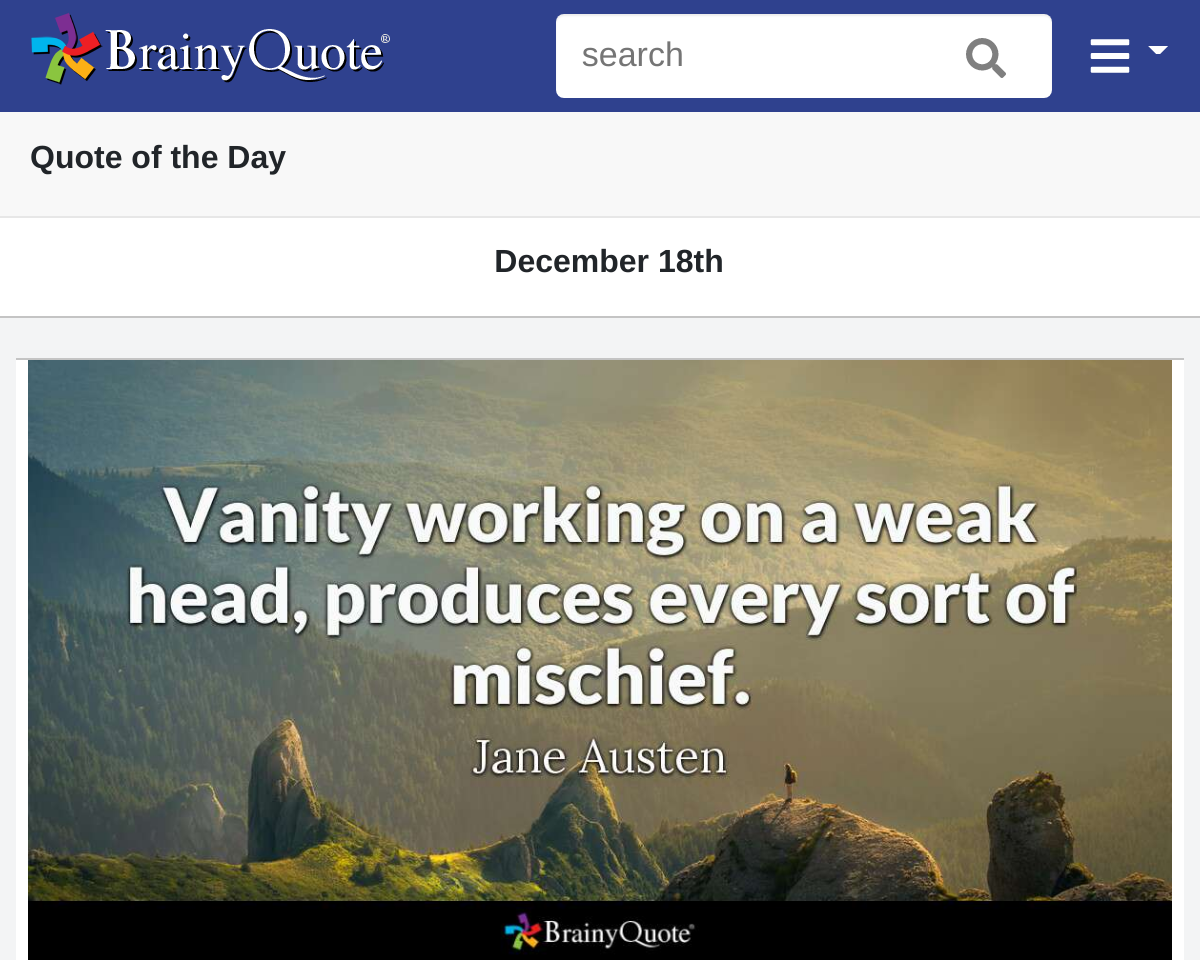 BrainyQuote®
search
Quote of the Day
December 18th
Vanity working on a weak
head, produces every sort of
mischief.
Jane Austen
BrainyQuote®